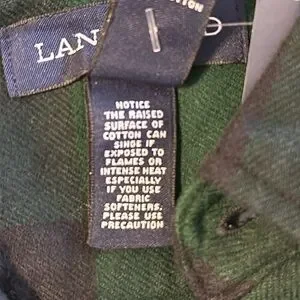 LAN
NOTICE
THE RAISED
SURFACE OF
COTTON CAN
SINGE IF
EXPOSED TO
FLAMES OR
INTENSE HEAT
ESPECIALLY
IF YOU USE
FABRIC
SOFTENERS.
PLEASE USE
PRECAUTION